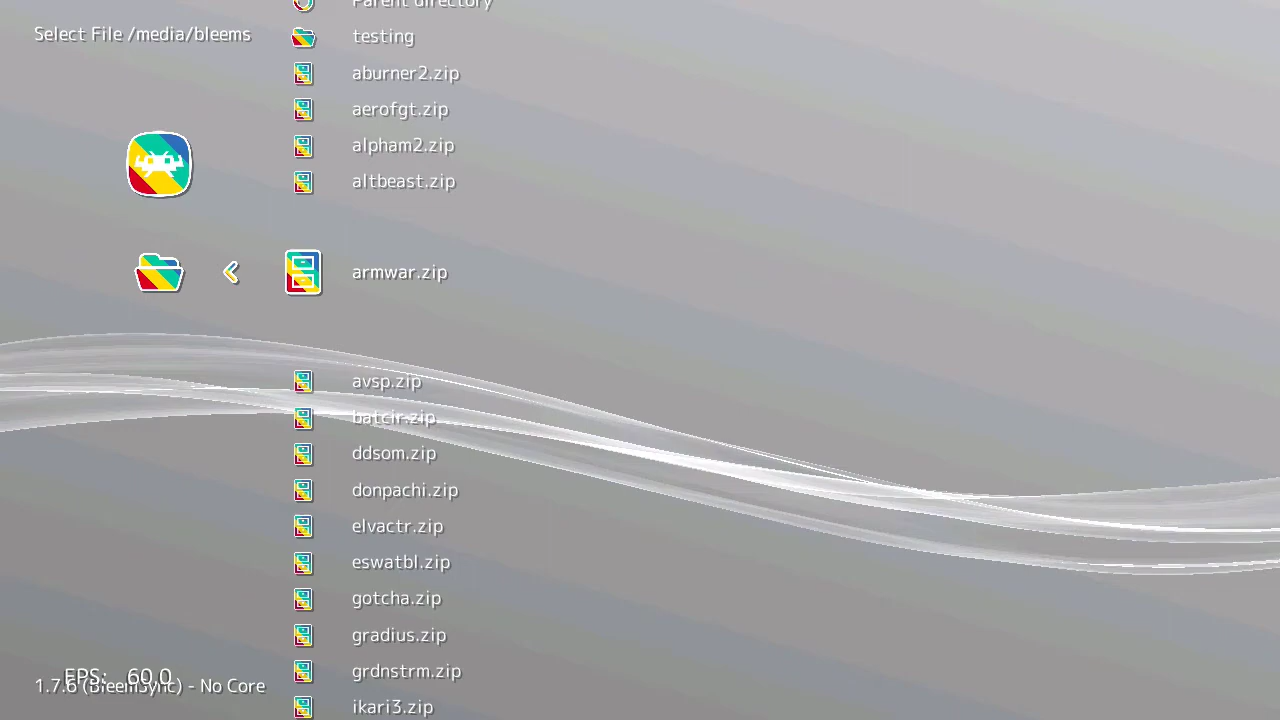 Parent directory
Select File /media/bleems
testing
aburner2.zip
aerofgt.zip
alpham2.zip
altbeast.zip
armwar.zip
avsp.zip
batcir.zip
ddsom.zip
donpachi.zip
elvactr.zip
eswatbl.zip
gotcha.zip
gradius.zip
grdnstrm.zip
FPS: 60.0
1.7.6 (BleemSync) - No Core
ikari3.zip